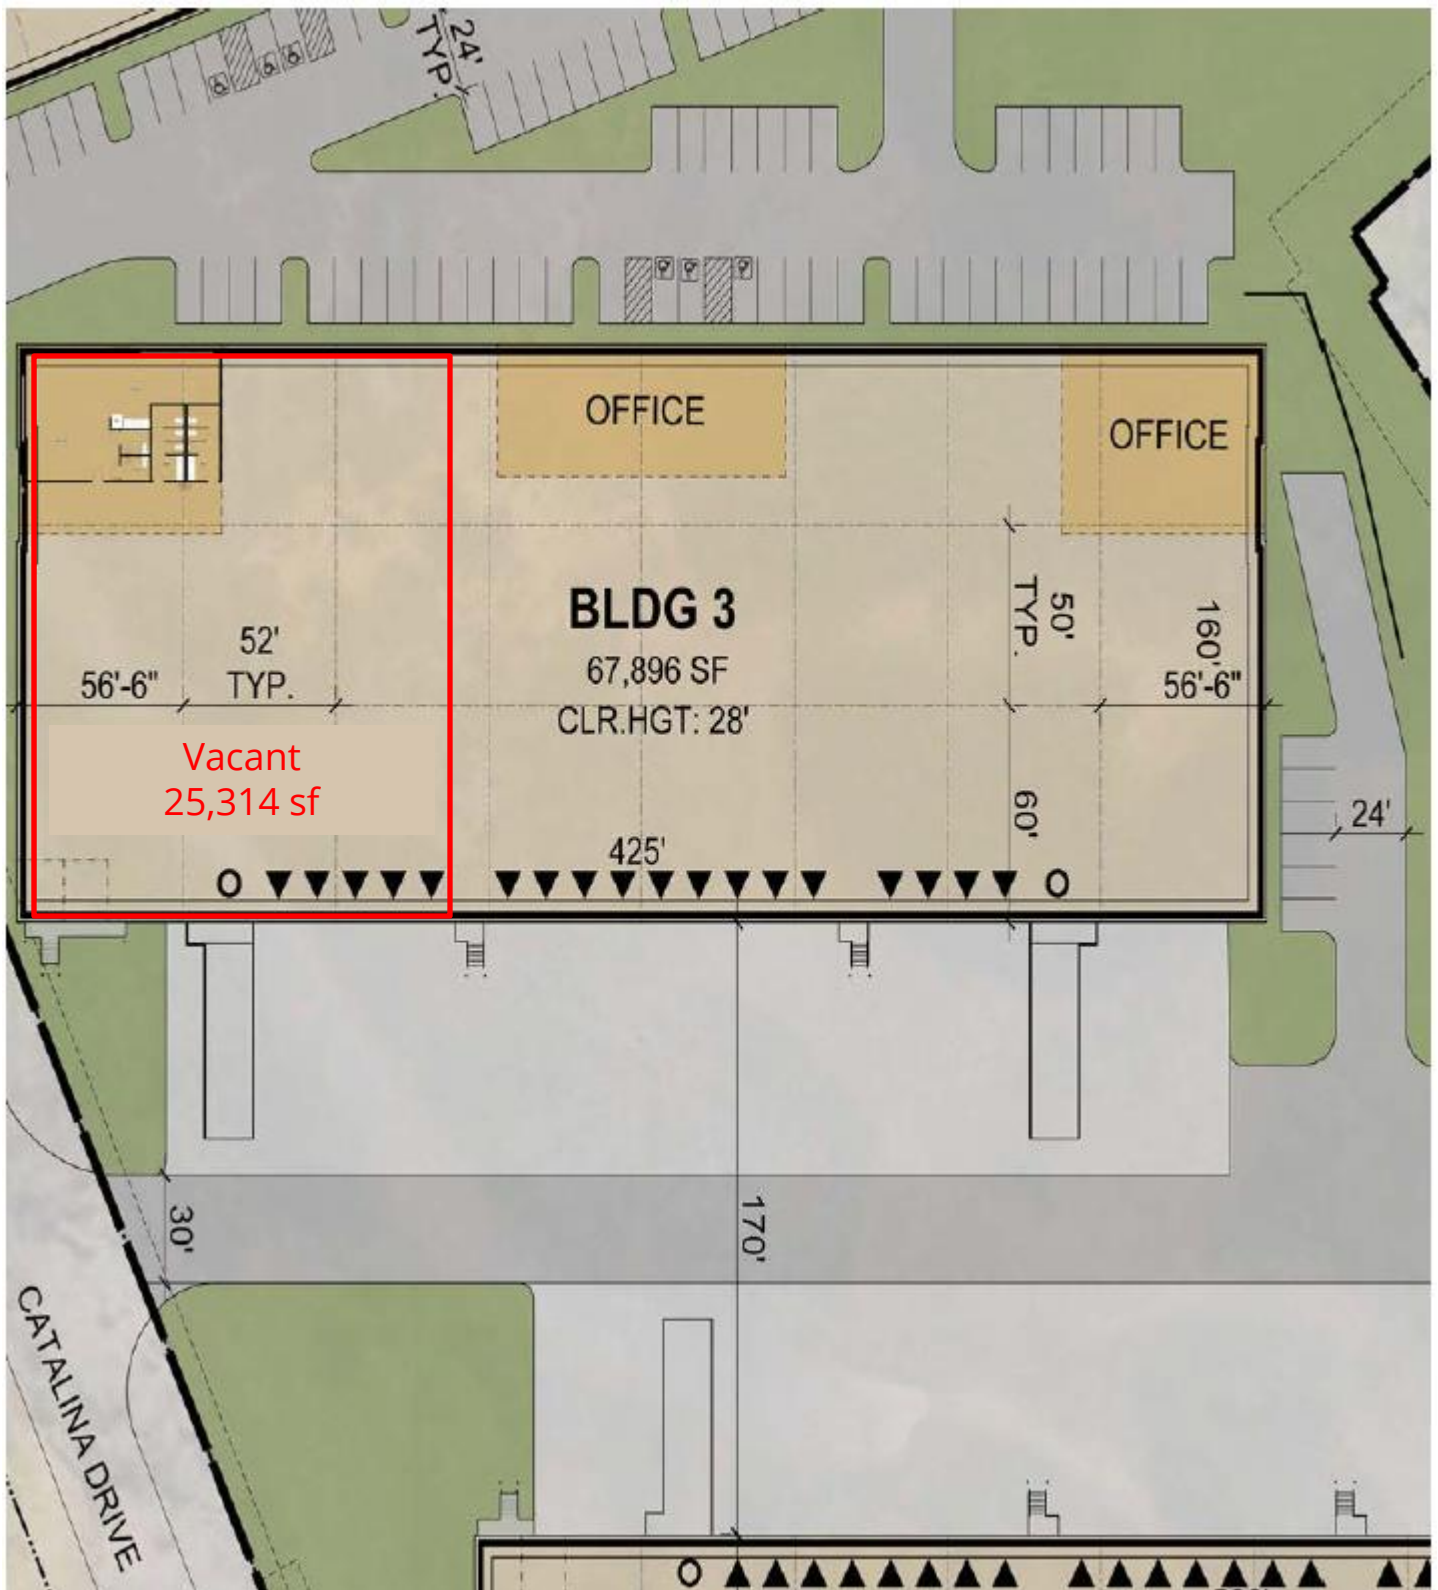 24'
TYP.
OFFICE
OFFICE
BLDG 3
67,896 SF
CLR.HGT: 28'
52'
TYP.
56'-6"
50'
TYP.
160'
56'-6"
Vacant
25,314 sf
60'
24'
425'
O
O
30'
170'
CATALINA DRIVE
O